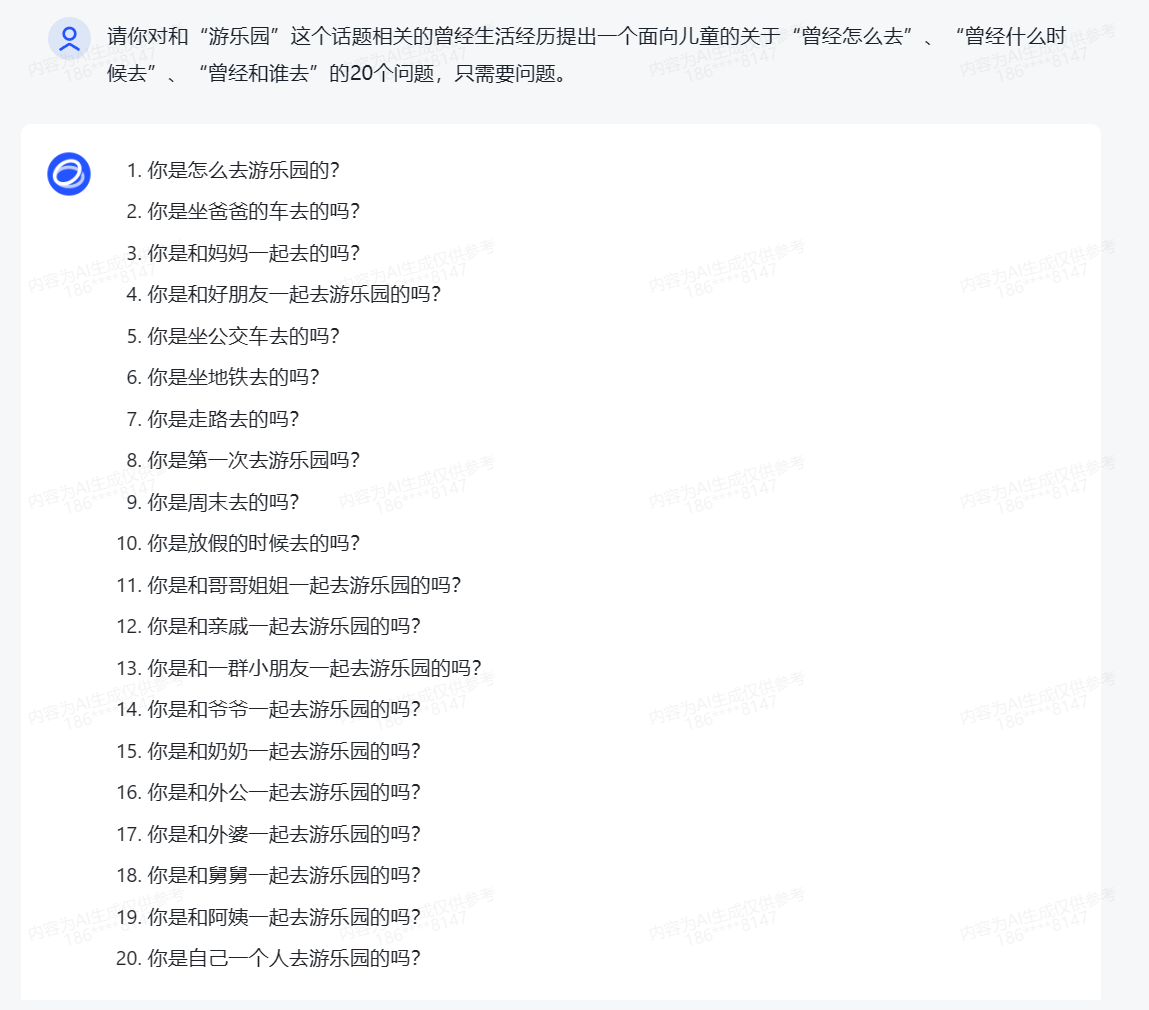 请你对和“游乐园”这个话题相关的曾经生活经历提出一个面向儿童的关于“曾经怎么去”、“曾经什么时
候去”、“曾经和谁去”的20个问题，只需要问题。
1. 你是怎么去游乐园的？
2. 你是坐爸爸的车去的吗？
3. 你是和妈妈一起去的吗？
4. 你是和好朋友一起去游乐园的吗？
5. 你是坐公交车去的吗？
6. 你是坐地铁去的吗？
7. 你是走路去的吗？
8. 你是第一次去游乐园吗？
9. 你是周末去的吗？
10. 你是放假的时候去的吗？
11. 你是和哥哥姐姐一起去游乐园的吗？
12. 你是和亲戚一起去游乐园的吗？
13. 你是和一群小朋友一起去游乐园的吗？
14. 你是和爷爷一起去游乐园的吗？
15. 你是和奶奶一起去游乐园的吗？
16. 你是和外公一起去游乐园的吗？
17. 你是和外婆一起去游乐园的吗？
18. 你是和舅舅一起去游乐园的吗？
19. 你是和阿姨一起去游乐园的吗？
20. 你是自己一个人去游乐园的吗？
内容为AI生成仅供参考
186****8147